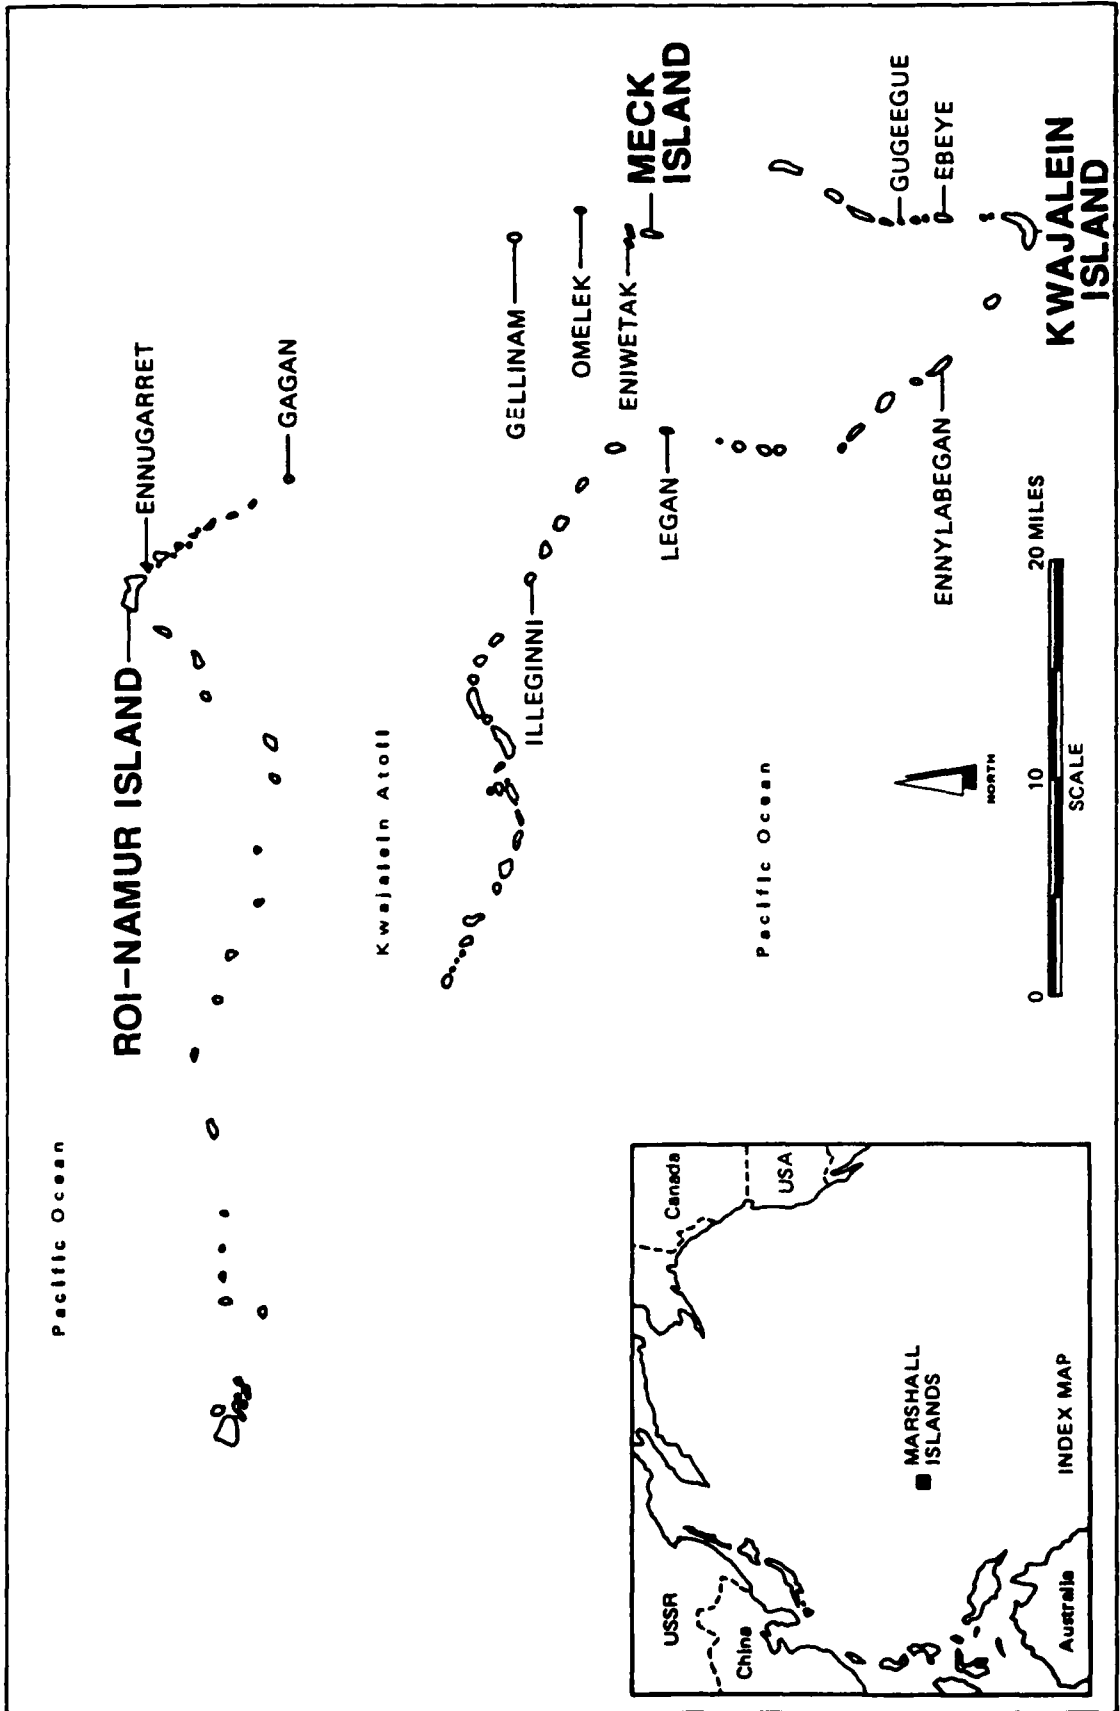 Pacific Ocean
ROI-NAMUR ISLAND
ENNUGARRET
GAGAN
Kwajalein Atoll
GELLINAM
ILLEGINNI
OMELEK
ENIWETAK
MECK
ISLAND
LEGAN
Pacific Ocean
GUGEEGUE
EBEYE
ENNYLABEGAN
KWAJALEIN
ISLAND
NORTH
0
10
20 MILES
SCALE
USSR
China
Canada
USA
MARSHALL
ISLANDS
Australia
INDEX MAP